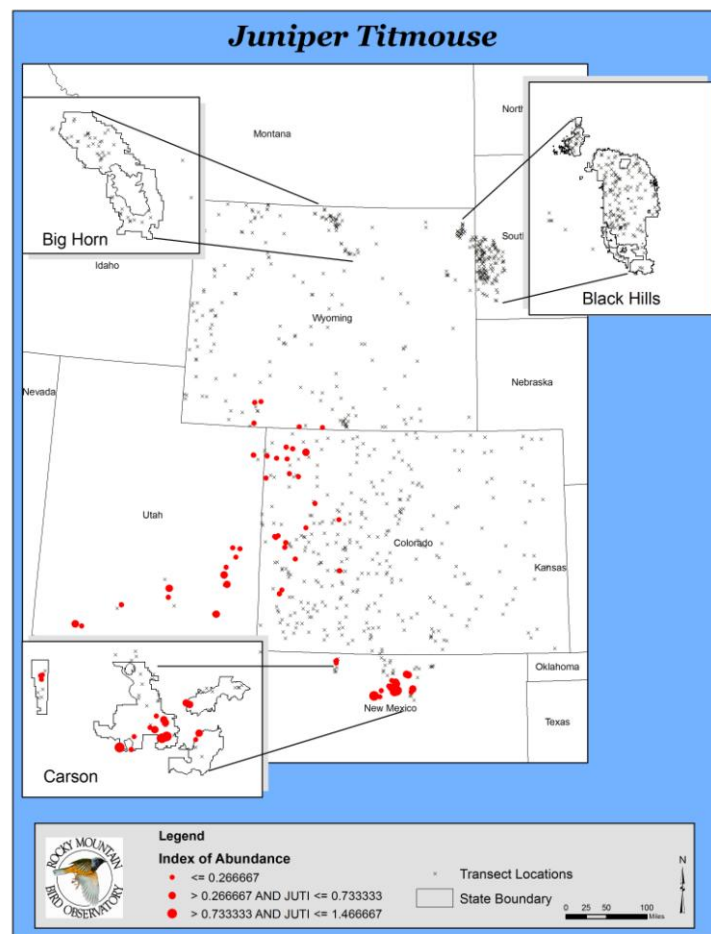 Juniper Titmouse
Montana
North
Big Horn
Idaho
South
Black Hills
Wyoming
Nevada
Nebraska
Utah
Colorado
Kansas
Oklahoma
New Mexico
Texas
Carson
ROCKY MOUNTAIN
BIRD OBSERVATORY
Legend
Index of Abundance
<= 0.266667
> 0.266667 AND JUTI <= 0.733333
> 0.733333 AND JUTI <= 1.466667
× Transect Locations
State Boundary
N
0 25 50 100
Miles